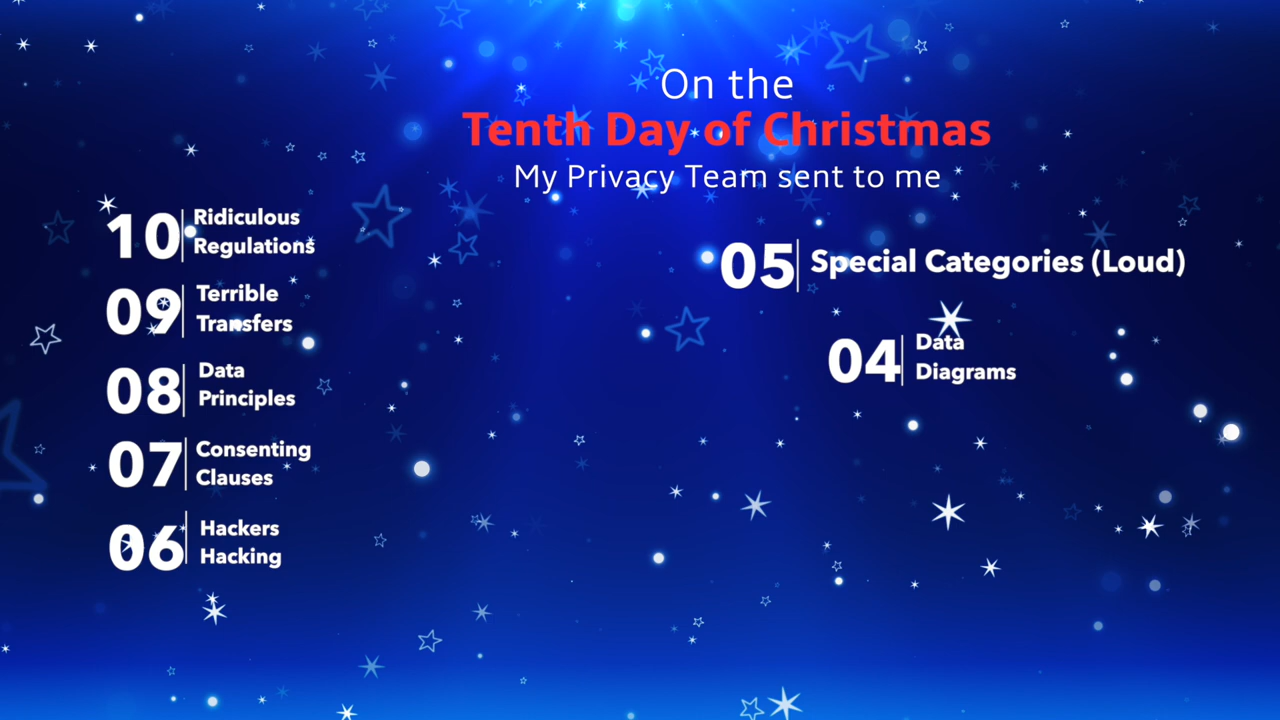 On the
Tenth Day of Christmas
My Privacy Team sent to me
10 Ridiculous
Regulations
09 Terrible
Transfers
08 Data
Principles
07 Consenting
Clauses
06 Hackers
Hacking
05 Special Categories (Loud)
04 Data
Diagrams